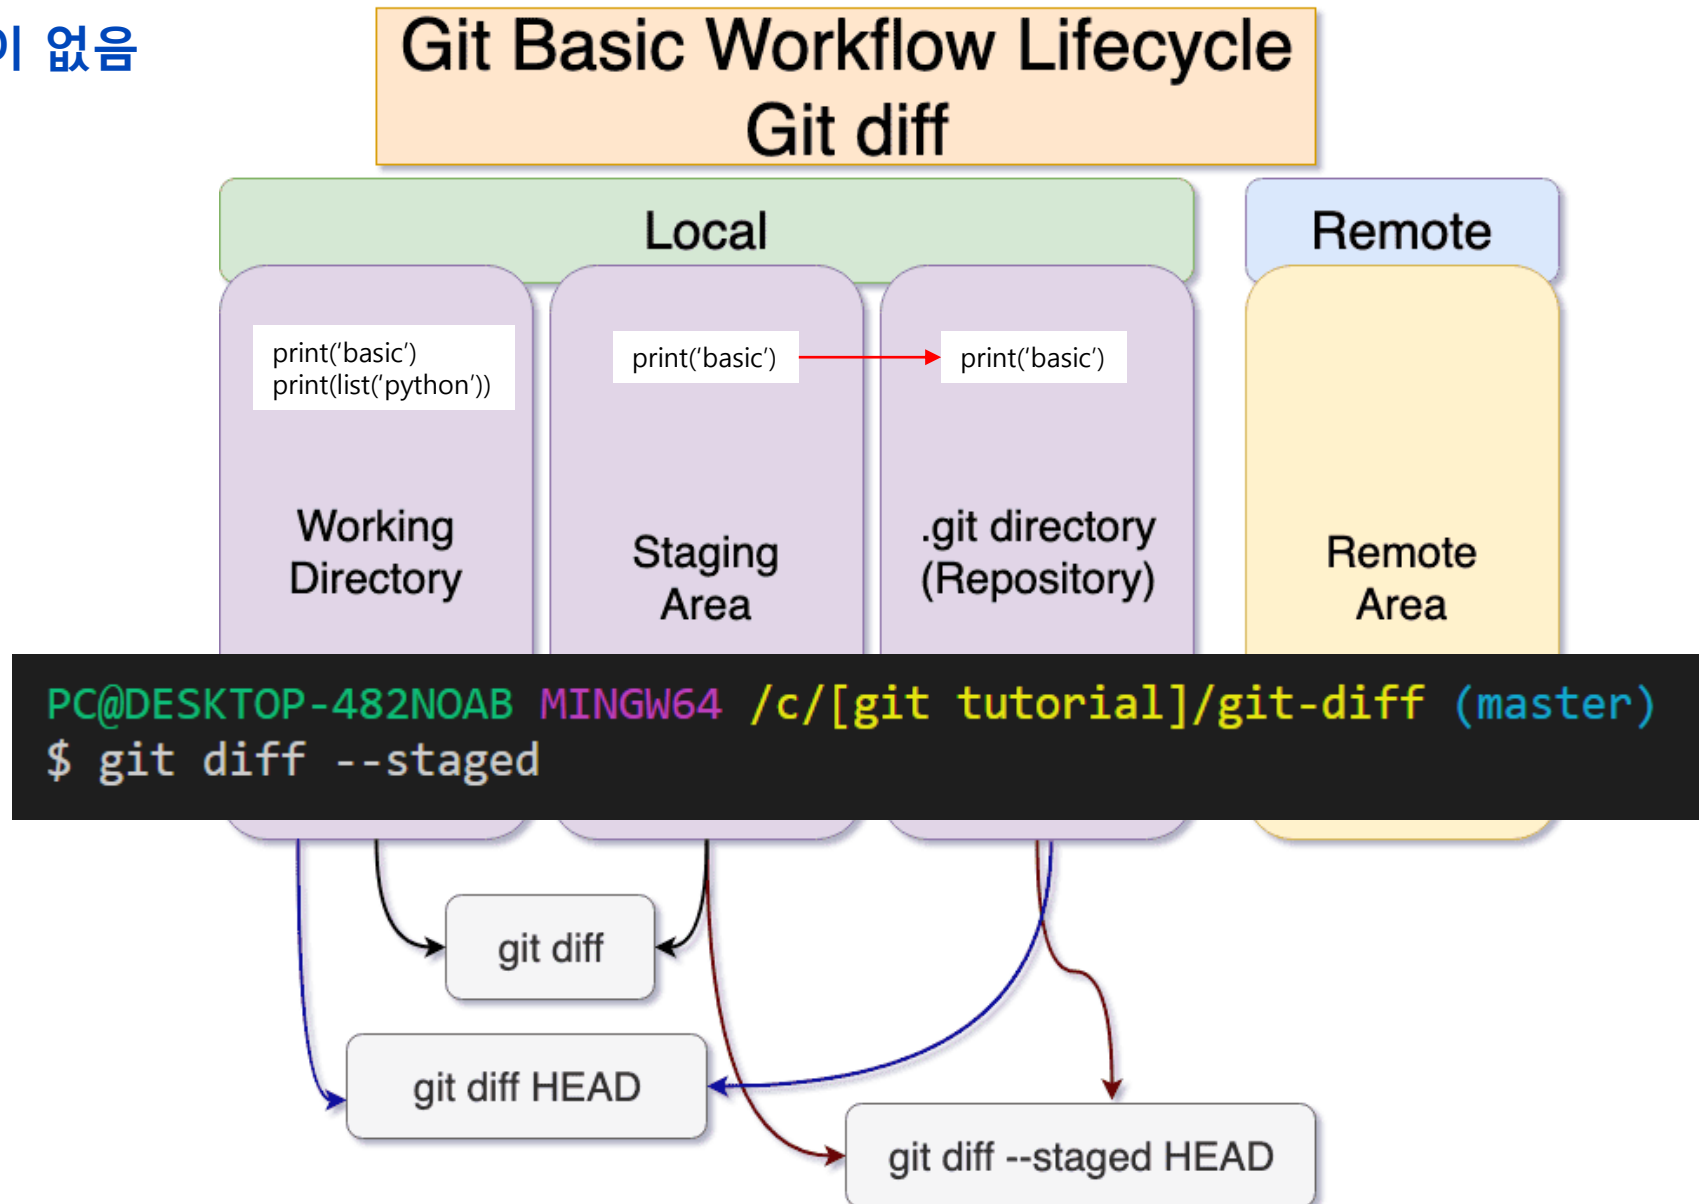 이 없음
Git Basic Workflow Lifecycle
Git diff
Local
Remote
print(‘basic’)
print(list(‘python’))
print(‘basic’)
print(‘basic’)
Working
Directory
Staging
Area
.git directory
(Repository)
Remote
Area
PC@DESKTOP-482NOAB MINGW64 /c/[git tutorial]/git-diff (master)
$ git diff --staged
git diff
git diff HEAD
git diff --staged HEAD